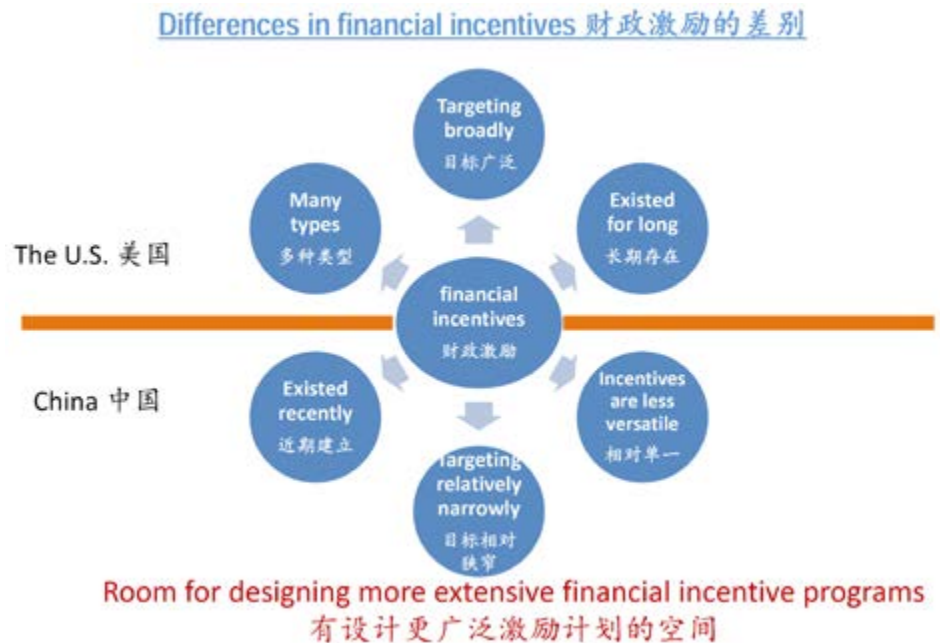 Differences in financial incentives 财政激励的差别
Targeting
broadly
目标广泛
Many
types
多种类型
Existed
for long
长期存在
The U.S. 美国
financial
incentives
财政激励
China 中国
Existed
recently
近期建立
Incentives
are less
versatile
相对单一
Targeting
relatively
narrowly
目标相对
狭窄
Room for designing more extensive financial incentive programs
有设计更广泛激励计划的空间